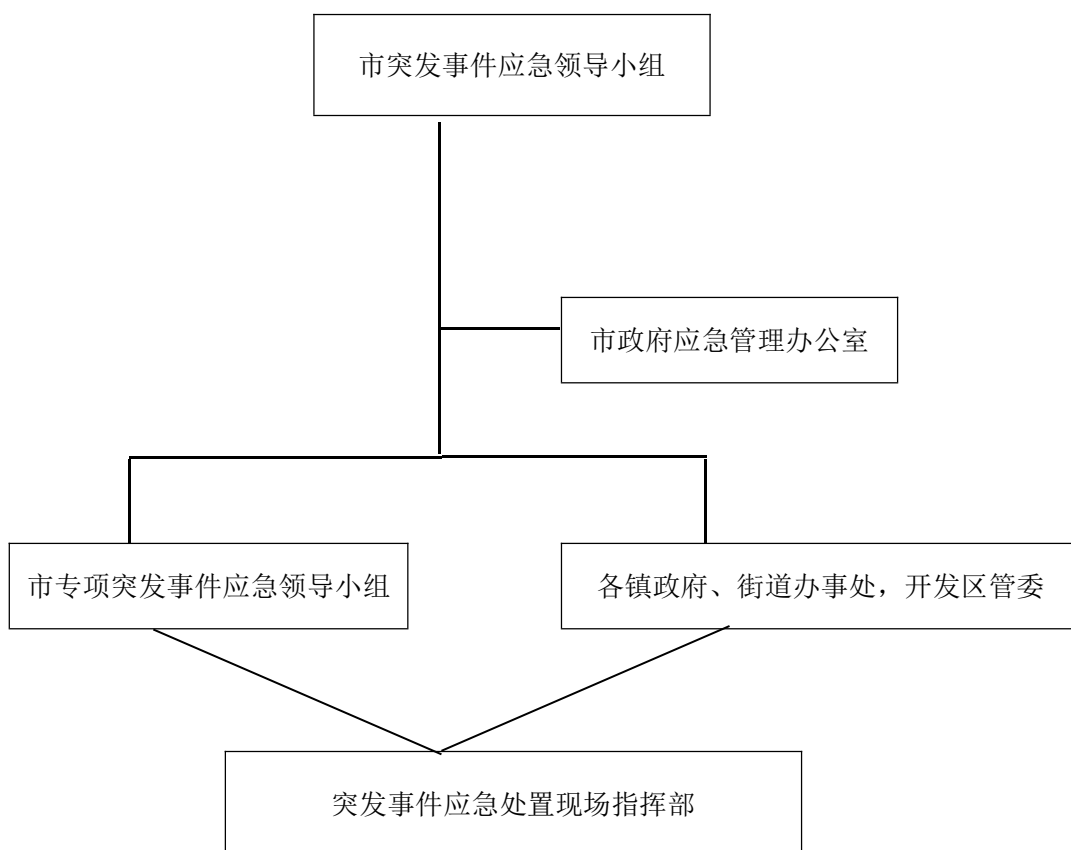 市突发事件应急领导小组
市政府应急管理办公室
市专项突发事件应急领导小组
各镇政府、街道办事处，开发区管委
突发事件应急处置现场指挥部